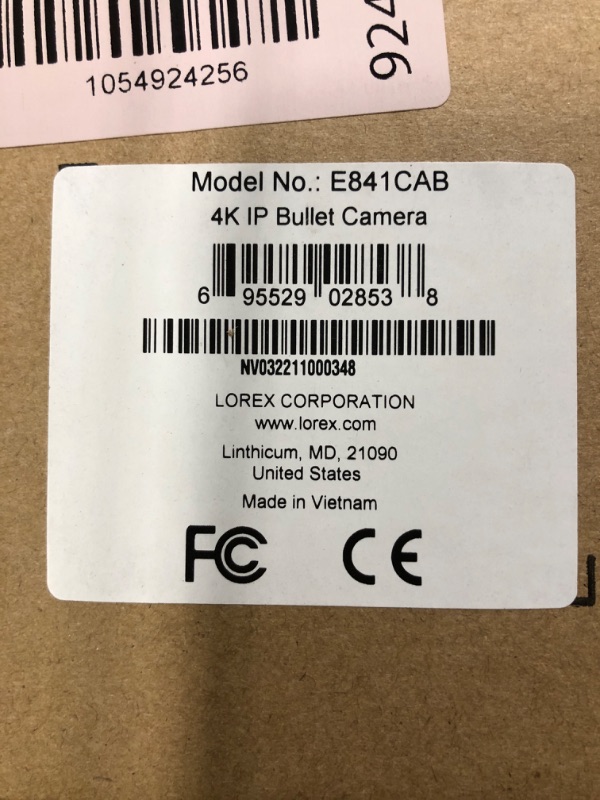 1054924256
924
Model No.: E841CAB
4K IP Bullet Camera
6 95529 02853 8
NV032211000348
LOREX CORPORATION
www.lorex.com
Linthicum, MD, 21090
United States
Made in Vietnam
FC CE